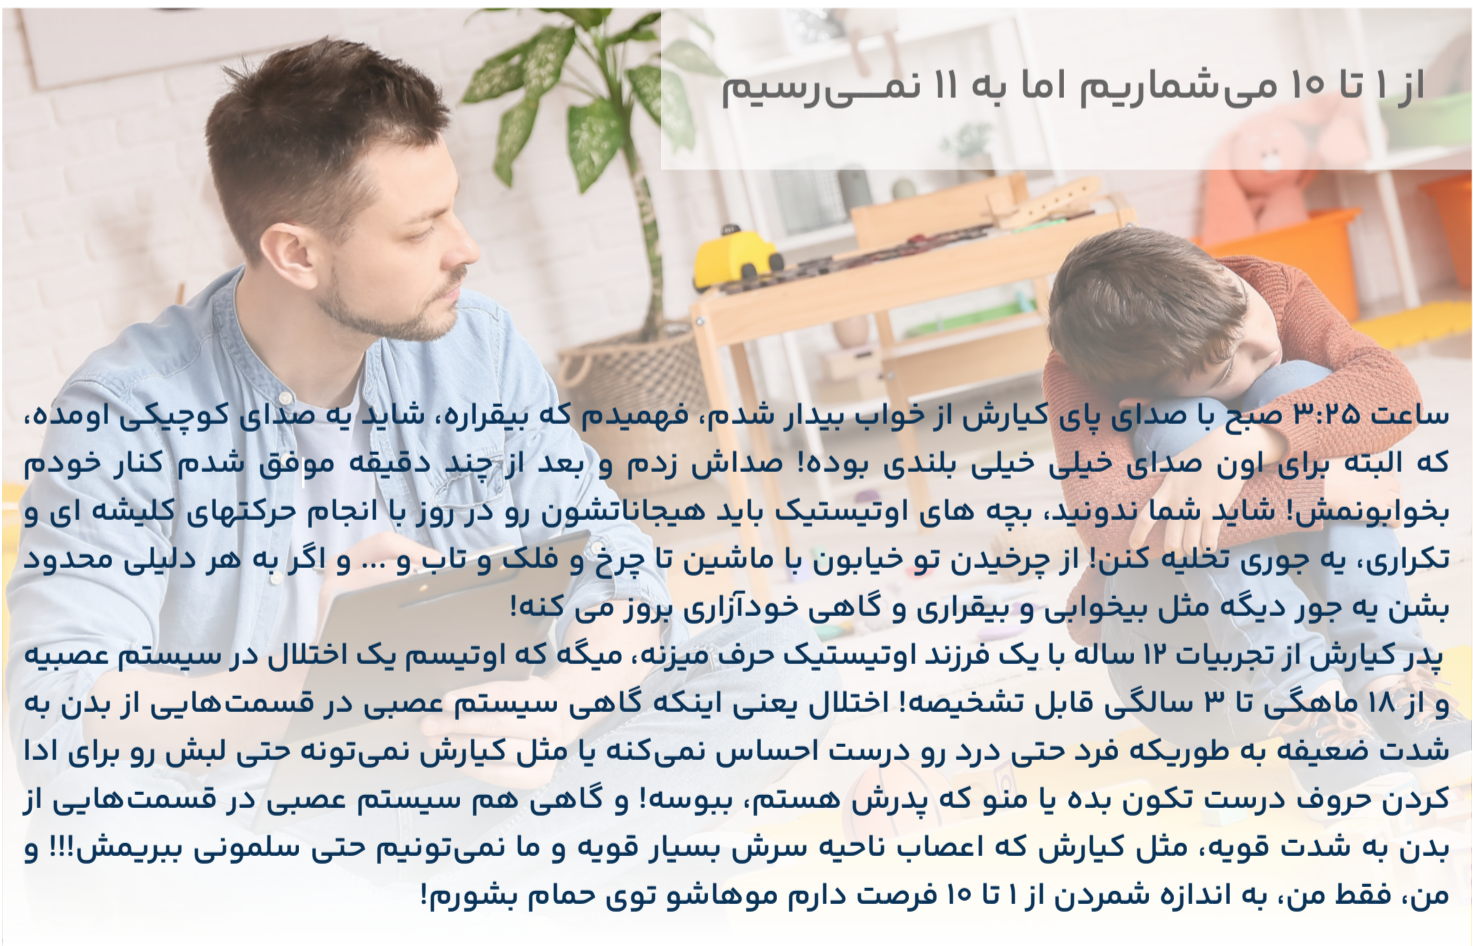 از ۱ تا ۱۰ می‌شماریم اما به ۱۱ نمـــی‌رسیم
ساعت ۳:۲۵ صبح با صدای پای کیارش از خواب بیدار شدم، فهمیدم که بیقراره، شاید یه صدای کوچیکی اومده،
که البته برای اون صدای خیلی خیلی بلندی بوده! صداش زدم و بعد از چند دقیقه موفق شدم کنار خودم
بخوابونمش! شاید شما ندونید، بچه های اوتیستیک باید هیجاناتشون رو در روز با انجام حرکتهای کلیشه ای و
تکراری، یه جوری تخلیه کنن! از چرخیدن تو خیابون با ماشین تا چرخ و فلک و تاب و ... و اگر به هر دلیلی محدود
بشن یه جور دیگه مثل بیخوابی و بیقراری و گاهی خودآزاری بروز می کنه!
پدر کیارش از تجربیات ۱۲ ساله با یک فرزند اوتیستیک حرف میزنه، میگه که اوتیسم یک اختلال در سیستم عصبیه
و از ۱۸ ماهگی تا ۳ سالگی قابل تشخیصه! اختلال یعنی اینکه گاهی سیستم عصبی در قسمت‌هایی از بدن به
شدت ضعیفه به طوریکه فرد حتی درد رو درست احساس نمی‌کنه یا مثل کیارش نمی‌تونه حتی لبش رو برای ادا
کردن حروف درست تکون بده یا منو که پدرش هستم، ببوسه! و گاهی هم سیستم عصبی در قسمت‌هایی از
بدن به شدت قویه، مثل کیارش که اعصاب ناحیه سرش بسیار قویه و ما نمی‌تونیم حتی سلمونی ببریمش!!! و
من، فقط من، به اندازه شمردن از ۱ تا ۱۰ فرصت دارم موهاشو توی حمام بشورم!